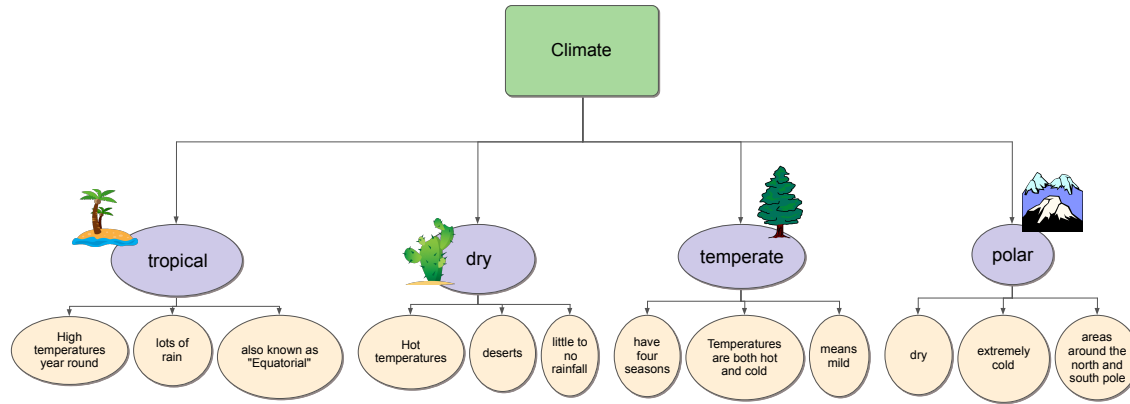 Climate
tropical
dry
temperate
polar
High
temperatures
year round
lots of
rain
also known as
"Equatorial"
Hot
temperatures
deserts
little to
no
rainfall
have
four
seasons
Temperatures
are both hot
and cold
means
mild
dry
extremely
cold
areas
around the
north and
south pole